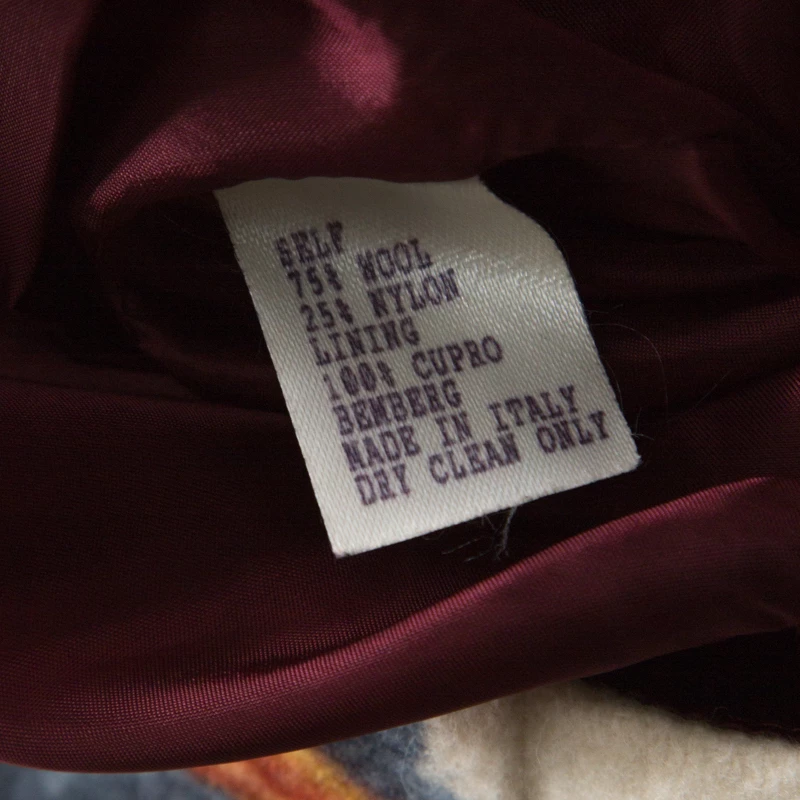 SELF
75% WOOL
25% NYLON
LINING
100% CUPRO
BEMBERG
MADE IN ITALY
DRY CLEAN ONLY